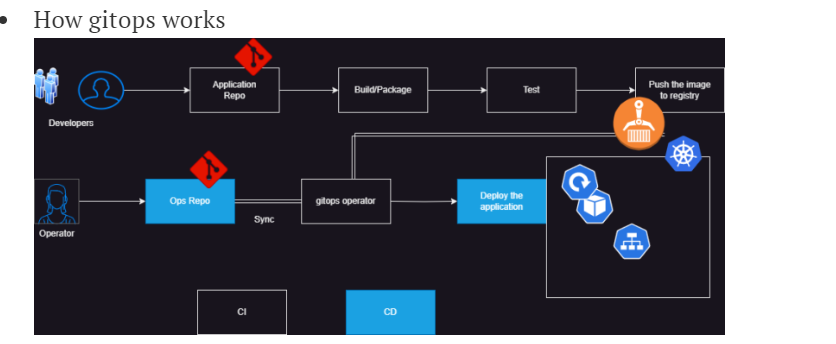 How gitops works
Application
Repo
Build/Package
Test
Push the image
to registry
Developers
Ops Repo
Sync
gitops operator
Deploy the
application
Operator
CI
CD